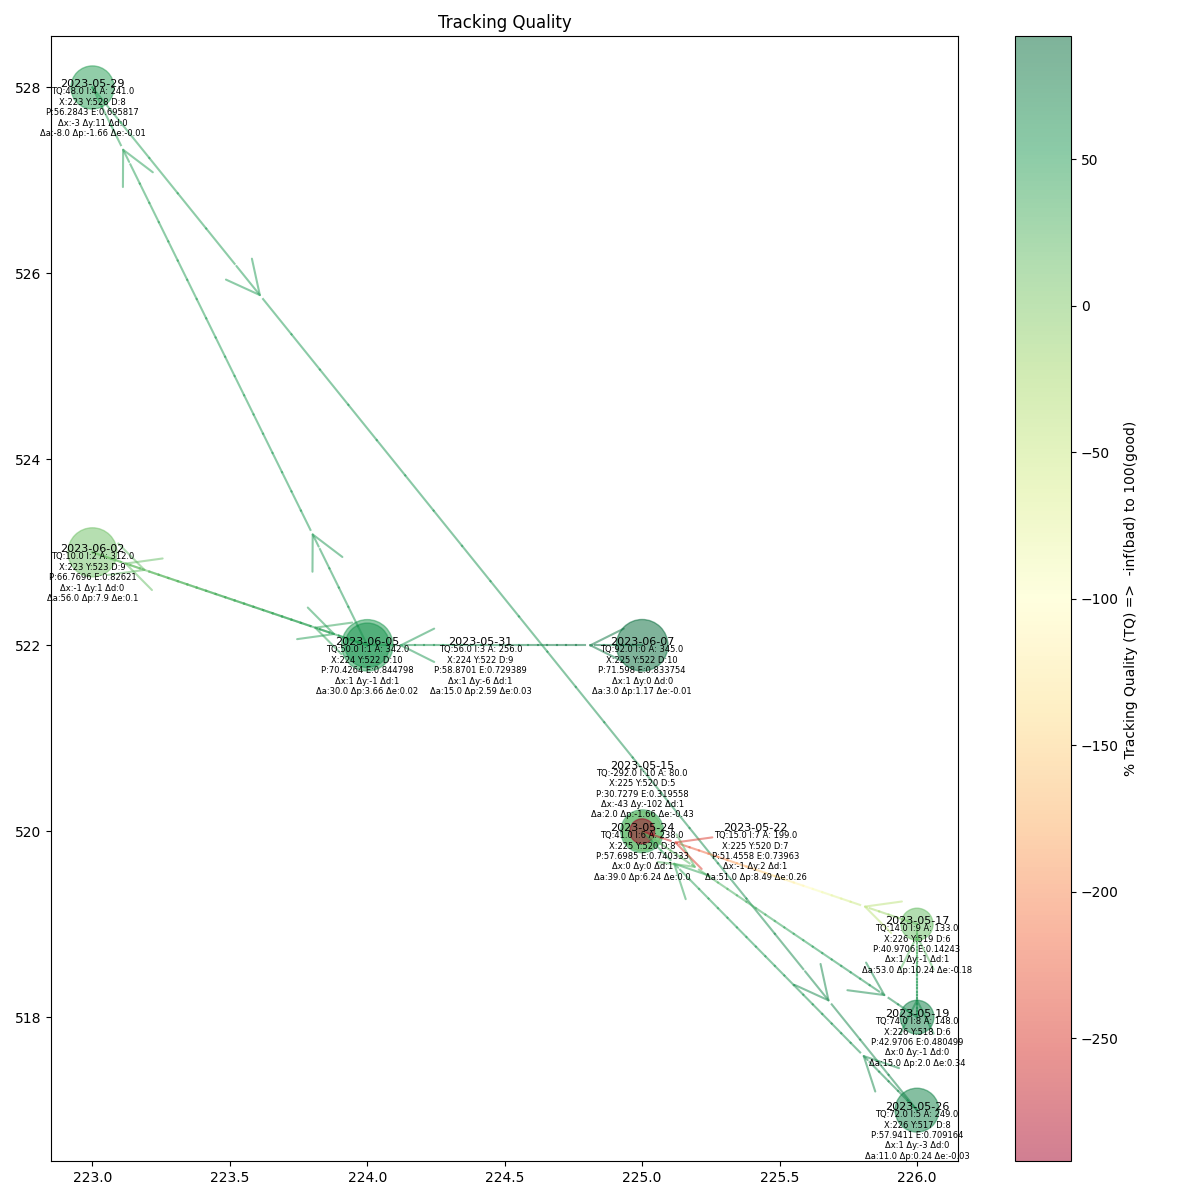 Tracking Quality
528
526
524
522
520
518
223.0
223.5
224.0
224.5
225.0
225.5
226.0
2023-05-29
TQ:48.0 I:4 A: 241.0
X:223 Y:528 D:8
P:56.2843 E:0.695817
Δx:-3 Δy:11 Δd:0
Δa:-8.0 Δp:-1.66 Δe:-0.01
2023-06-02
TQ:10.0 I:2 A: 312.0
X:223 Y:523 D:9
P:66.7696 E:0.82621
Δx:-1 Δy:1 Δd:0
Δa:56.0 Δp:7.9 Δe:0.1
2023-06-05
TQ:50.0 I:1 A: 342.0
X:224 Y:522 D:10
P:70.4264 E:0.844798
Δx:1 Δy:-1 Δd:1
Δa:30.0 Δp:3.66 Δe:0.02
2023-05-31
TQ:56.0 I:3 A: 256.0
X:224 Y:522 D:9
P:58.8701 E:0.729389
Δx:1 Δy:-6 Δd:1
Δa:15.0 Δp:2.59 Δe:0.03
2023-06-07
TQ:92.0 I:0 A: 345.0
X:225 Y:522 D:10
P:71.598 E:0.833754
Δx:1 Δy:0 Δd:0
Δa:3.0 Δp:1.17 Δe:-0.01
2023-05-15
TQ:-292.0 I:10 A: 80.0
X:225 Y:520 D:5
P:30.7279 E:0.319558
Δx:-43 Δy:-102 Δd:1
Δa:2.0 Δp:-1.66 Δe:-0.43
2023-05-24
TQ:41.0 I:6 A: 238.0
X:225 Y:520 D:8
P:57.6985 E:0.740333
Δx:0 Δy:0 Δd:1
Δa:39.0 Δp:6.24 Δe:0.0
2023-05-22
TQ:15.0 I:7 A: 199.0
X:225 Y:520 D:7
P:51.4558 E:0.73963
Δx:-1 Δy:2 Δd:1
Δa:51.0 Δp:8.49 Δe:0.26
2023-05-17
TQ:14.0 I:9 A: 133.0
X:226 Y:519 D:6
P:40.9706 E:0.14243
Δx:1 Δy:-1 Δd:1
Δa:53.0 Δp:10.24 Δe:-0.18
2023-05-19
TQ:74.0 I:8 A: 148.0
X:226 Y:518 D:6
P:42.9706 E:0.480499
Δx:0 Δy:-1 Δd:0
Δa:15.0 Δp:2.0 Δe:0.34
2023-05-26
TQ:72.0 I:5 A: 249.0
X:226 Y:517 D:8
P:57.9411 E:0.709164
Δx:1 Δy:-3 Δd:0
Δa:11.0 Δp:0.24 Δe:-0.03
50
0
−50
−100
−150
−200
−250
% Tracking Quality (TQ) => -inf(bad) to 100(good)